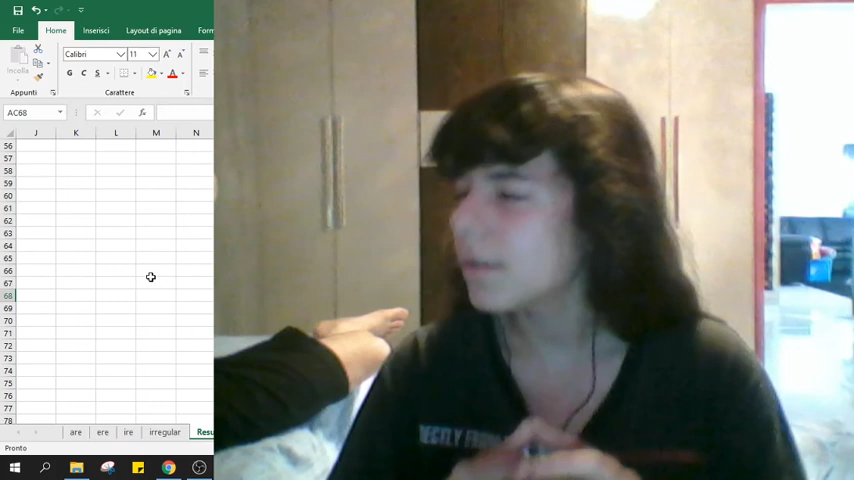 File Home Inserisci Layout di pagina Form
Incolla
Calibri 11 A A
G C S A
Appunti Carattere
AC68 fx
J K L M N
56
57
58
59
60
61
62
63
64
65
66
67
68
69
70
71
72
73
74
75
76
77
78
are ere ire irregular Resu
Pronto